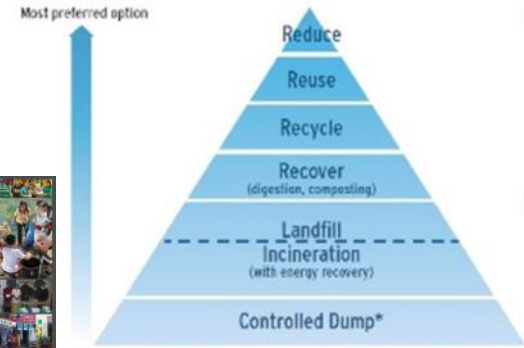 Most preferred option
Reduce
Reuse
Recycle
Recover
(digestion, composting)
Landfill
Incineration
(with energy recovery)
Controlled Dump*